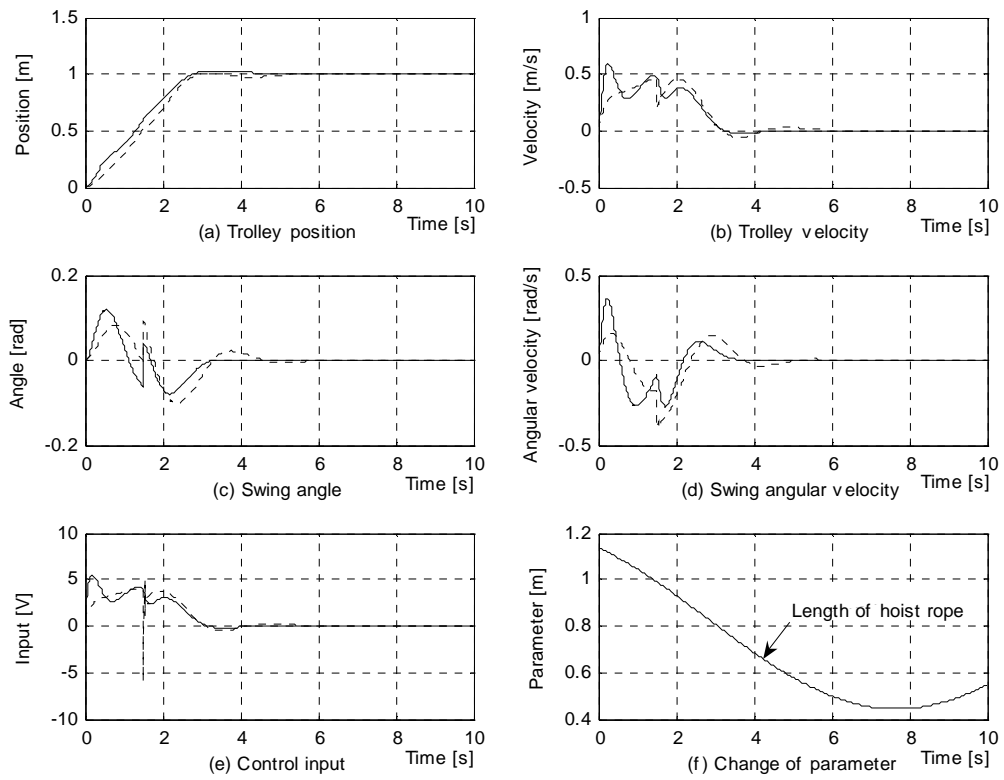 1.5
1
0.5
0
Position [m]
0 2 4 6 8 10
Time [s]
(a) Trolley position
1
0.5
0
-0.5
Velocity [m/s]
0 2 4 6 8 10
Time [s]
(b) Trolley velocity
0.2
0
-0.2
Angle [rad]
0 2 4 6 8 10
Time [s]
(c) Swing angle
0.5
0
-0.5
Angular velocity [rad/s]
0 2 4 6 8 10
Time [s]
(d) Swing angular velocity
10
5
0
-5
-10
Input [V]
0 2 4 6 8 10
Time [s]
(e) Control input
1.2
1
0.8
0.6
0.4
Parameter [m]
Length of hoist rope
0 2 4 6 8 10
Time [s]
(f) Change of parameter